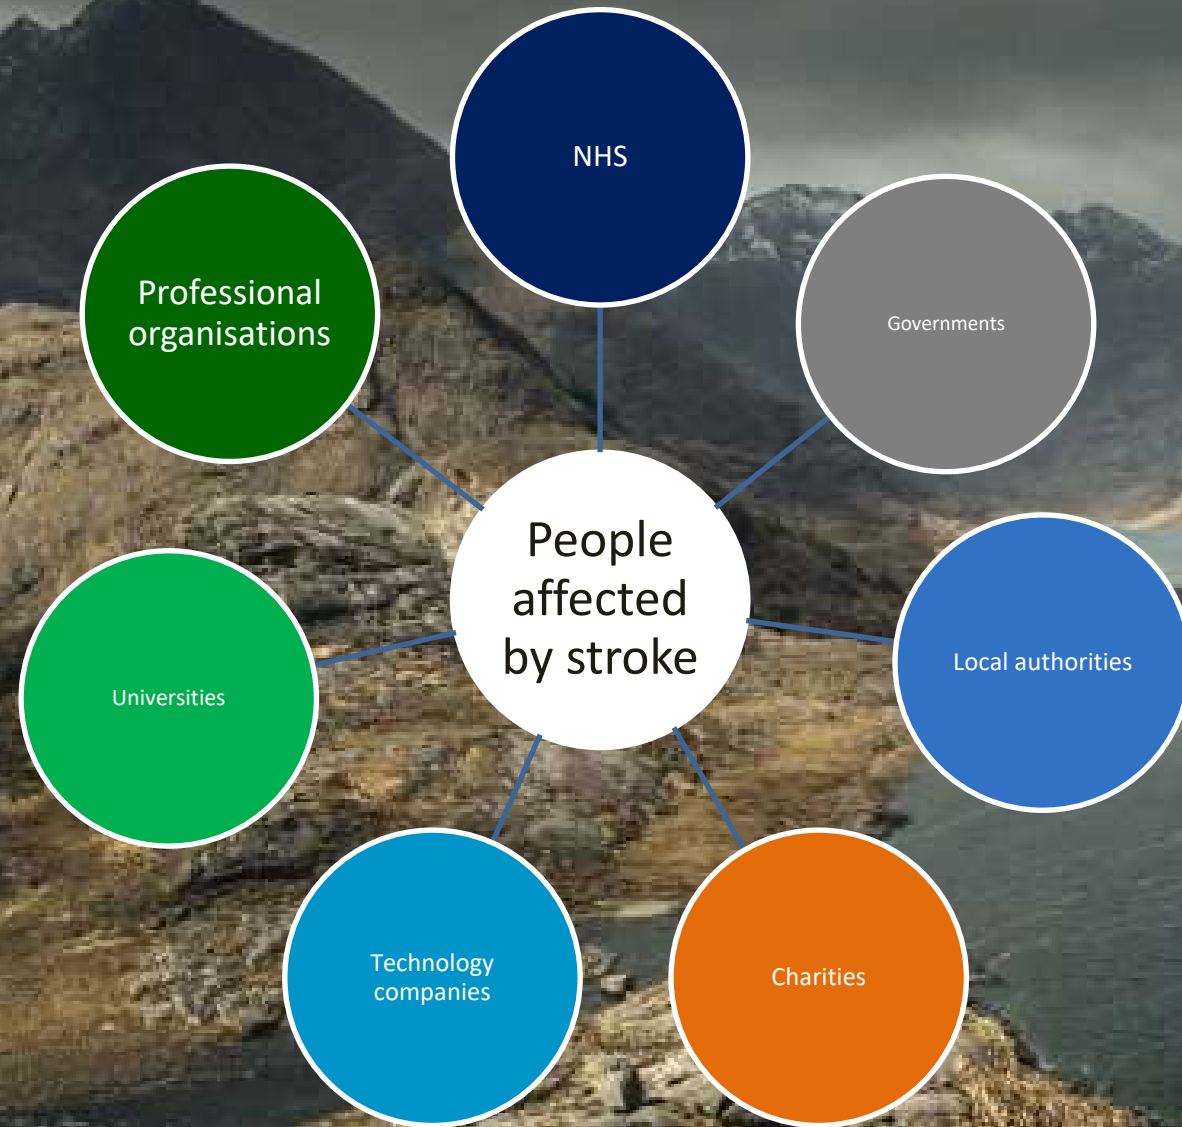 NHS
Governments
Professional
organisations
People
affected
by stroke
Local authorities
Universities
Technology
companies
Charities